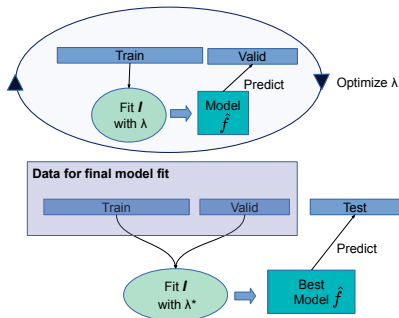 Train
Valid
Predict
Optimize λ
Fit I
with λ
Model
f̂
Data for final model fit
Train
Valid
Test
Predict
Fit I
with λ*
Best
Model f̂